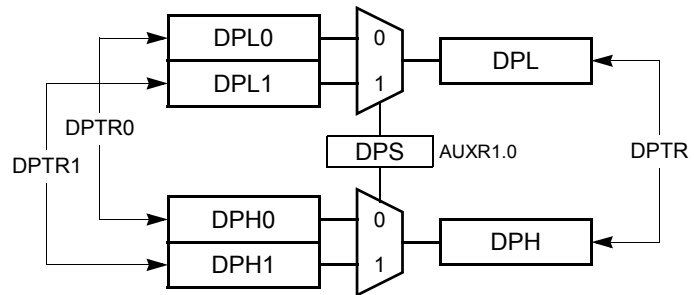 DPL0 0 DPL
DPL1 1
DPTR0
DPTR1 DPS AUXR1.0 DPTR
DPH0 0 DPH
DPH1 1